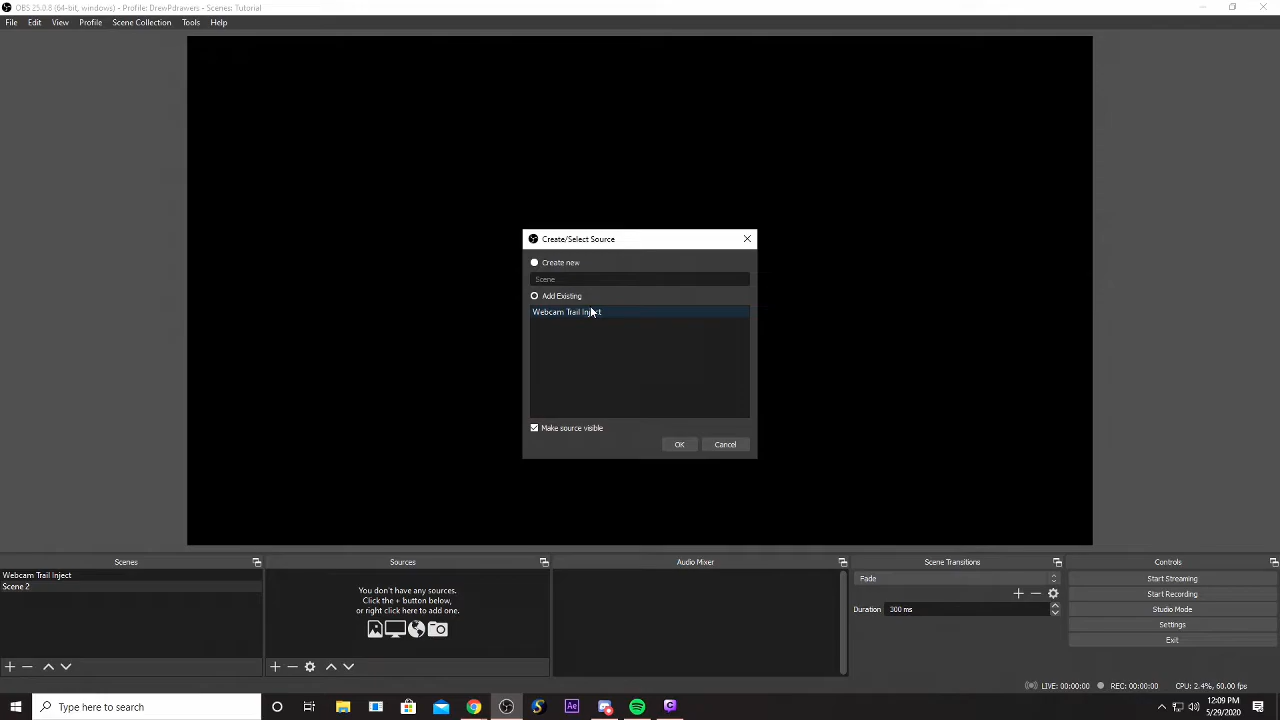 OBS 25.0.8 (64-bit, windows) - Profile: DrewPdrawers - Scenes: Tutorial
File Edit View Profile Scene Collection Tools Help
Create/Select Source
Create new
Scene
Add Existing
Webcam Trail Inject
Make source visible
OK Cancel
Scenes Sources Audio Mixer Scene Transitions Controls
Webcam Trail Inject
Scene 2
You don't have any sources.
Click the + button below,
or right click here to add one.
Fade
Duration 300 ms
Start Streaming
Start Recording
Studio Mode
Settings
Exit
LIVE: 00:00:00 REC: 00:00:00 CPU: 2.4%, 60.00 fps
Type here to search
Ae
12:09 PM
5/29/2020